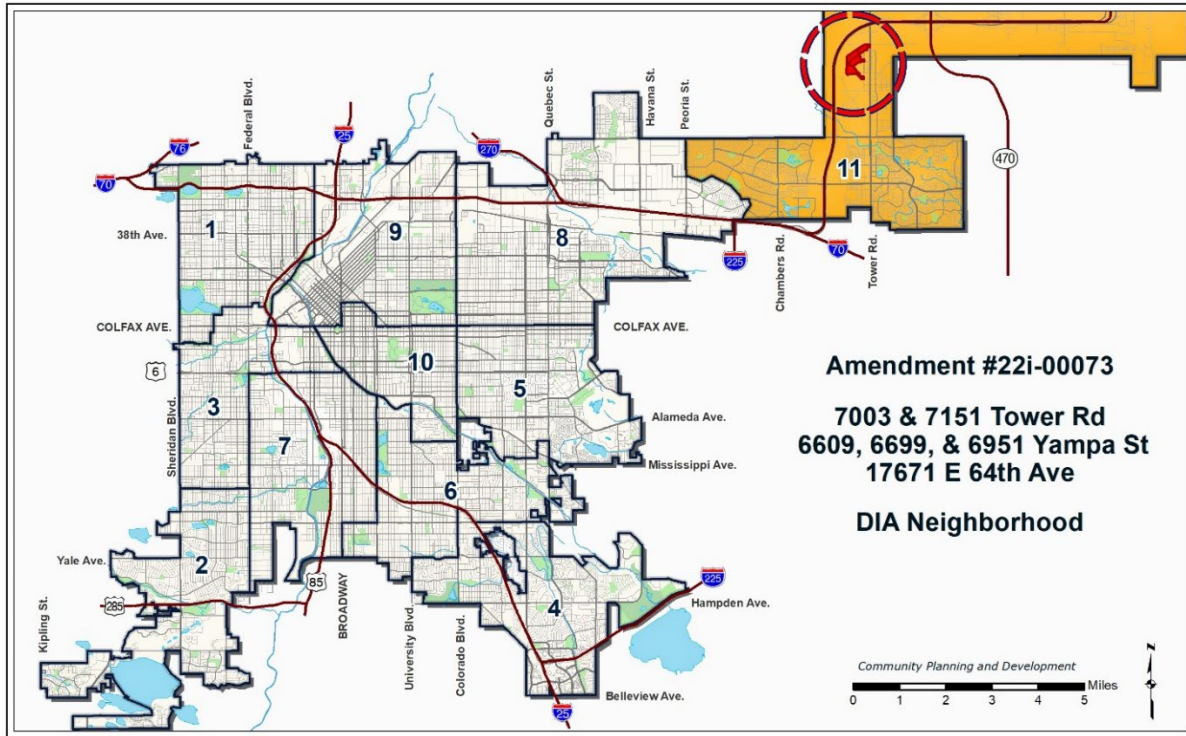 Federal Blvd.
Quebec St.
Havana St.
Peoria St.
76
25
270
70
470
11
1
9
8
38th Ave.
225
70
Chambers Rd.
Tower Rd.
COLFAX AVE.
COLFAX AVE.
6
10
5
3
Sheridan Blvd.
7
Alameda Ave.
Mississippi Ave.
6
Yale Ave.
2
285
85
BROADWAY
Kipling St.
University Blvd.
Colorado Blvd.
4
225
Hampden Ave.
25
Belleview Ave.
Amendment #22i-00073
7003 & 7151 Tower Rd
6609, 6699, & 6951 Yampa St
17671 E 64th Ave
DIA Neighborhood
Community Planning and Development
0 1 2 3 4 5 Miles
N